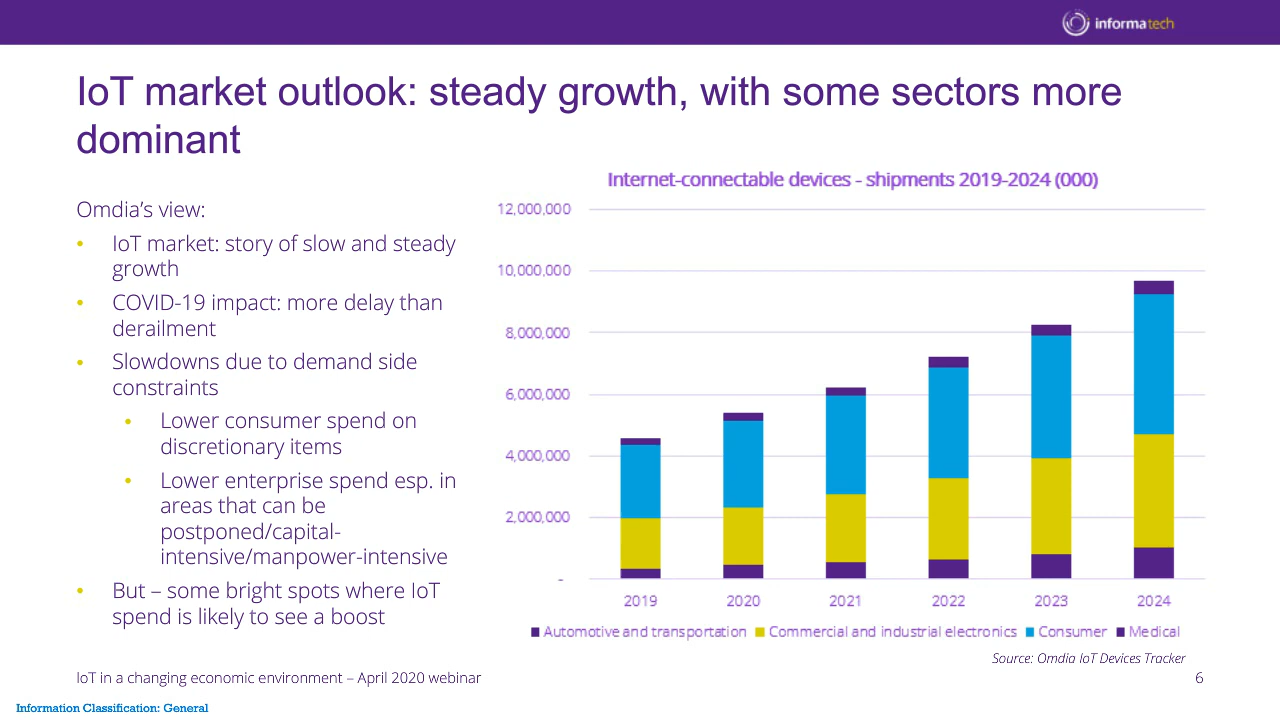 informa tech
IoT market outlook: steady growth, with some sectors more
dominant
Omdia’s view:
• IoT market: story of slow and steady
growth
• COVID-19 impact: more delay than
derailment
• Slowdowns due to demand side
constraints
• Lower consumer spend on
discretionary items
• Lower enterprise spend esp. in
areas that can be
postponed/capital-
intensive/manpower-intensive
• But – some bright spots where IoT
spend is likely to see a boost
Internet-connectable devices - shipments 2019-2024 (000)
12,000,000
10,000,000
8,000,000
6,000,000
4,000,000
2,000,000
-
2019 2020 2021 2022 2023 2024
Automotive and transportation Commercial and industrial electronics Consumer Medical
Source: Omdia IoT Devices Tracker
IoT in a changing economic environment – April 2020 webinar
6
Information Classification: General